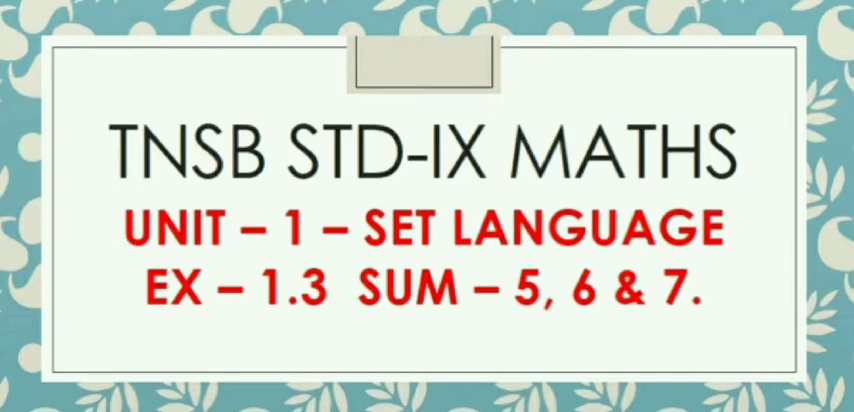 TNSB STD-IX MATHS
UNIT – 1 – SET LANGUAGE
EX – 1.3 SUM – 5, 6 & 7.